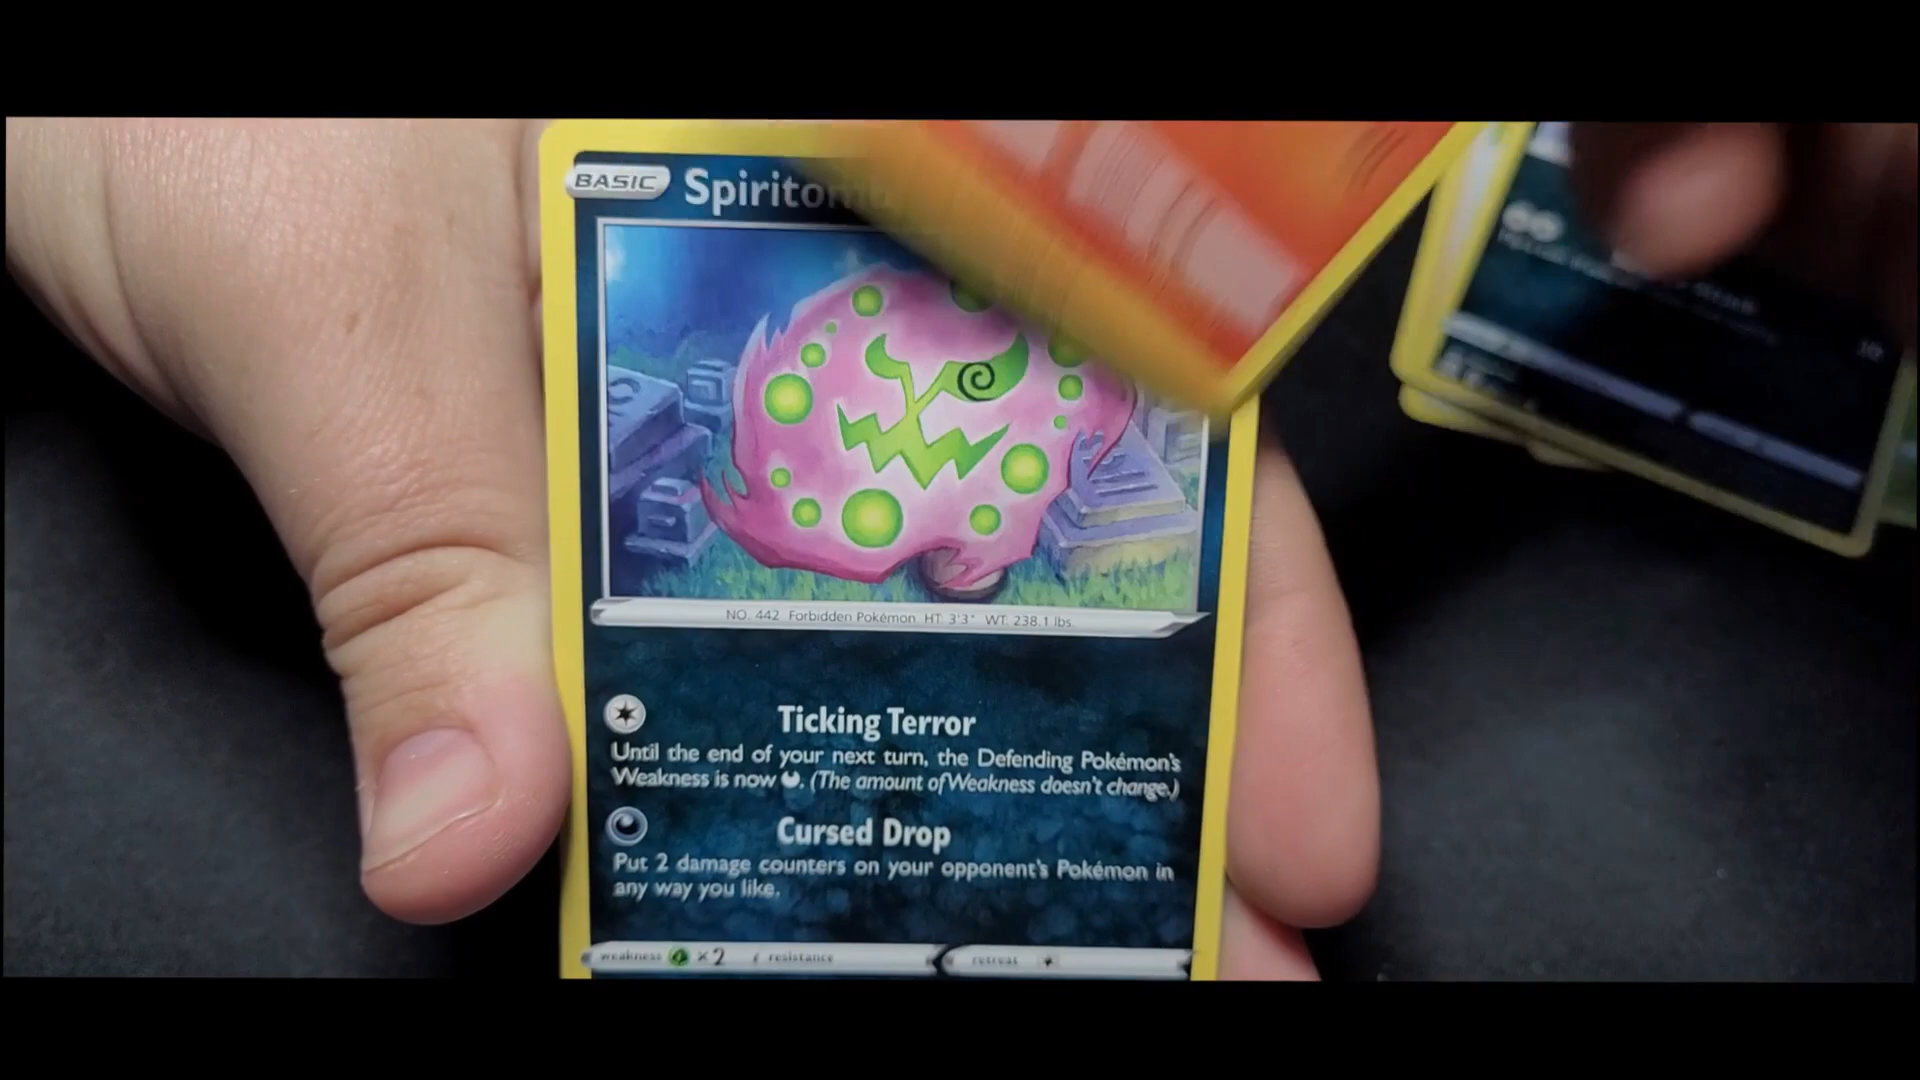 BASIC Spiritomb
NO. 442 Forbidden Pokémon HT: 3'3" WT: 238.1 lbs.
Ticking Terror
Until the end of your next turn, the Defending Pokémon's
Weakness is now . (The amount of Weakness doesn't change.)
Cursed Drop
Put 2 damage counters on your opponent's Pokémon in
any way you like.
weakness ×2 resistance retreat
10